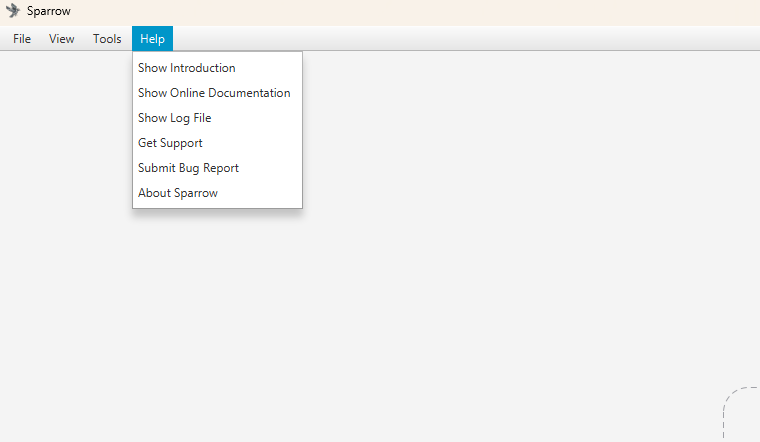 Sparrow
File View Tools Help
Show Introduction
Show Online Documentation
Show Log File
Get Support
Submit Bug Report
About Sparrow